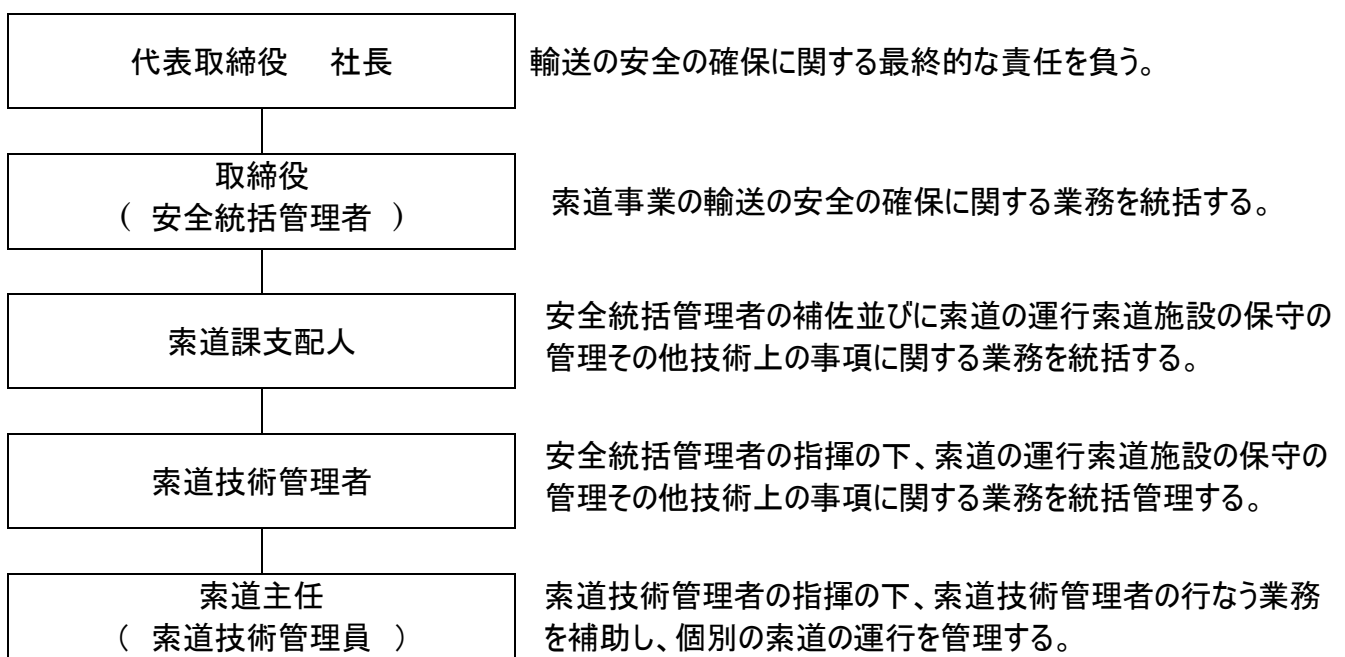 代表取締役 社長
輸送の安全の確保に関する最終的な責任を負う。
取締役
( 安全統括管理者 )
索道事業の輸送の安全の確保に関する業務を統括する。
索道課支配人
安全統括管理者の補佐並びに索道の運行索道施設の保守の
管理その他技術上の事項に関する業務を統括する。
索道技術管理者
安全統括管理者の指揮の下、索道の運行索道施設の保守の
管理その他技術上の事項に関する業務を統括管理する。
索道主任
( 索道技術管理員 )
索道技術管理者の指揮の下、索道技術管理者の行なう業務
を補助し、個別の索道の運行を管理する。